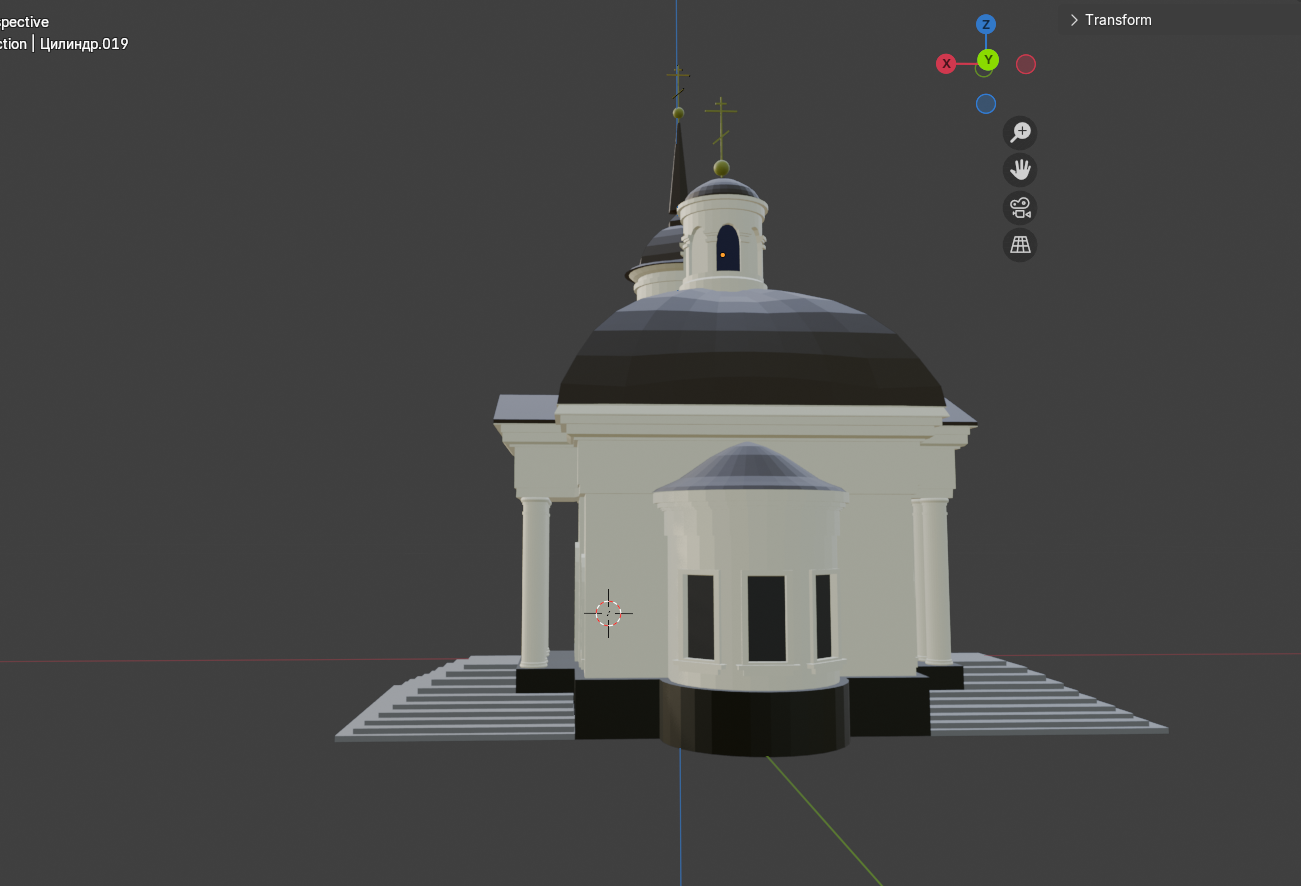 spective
ction | Цилиндр.019
Transform
Z
Y
X